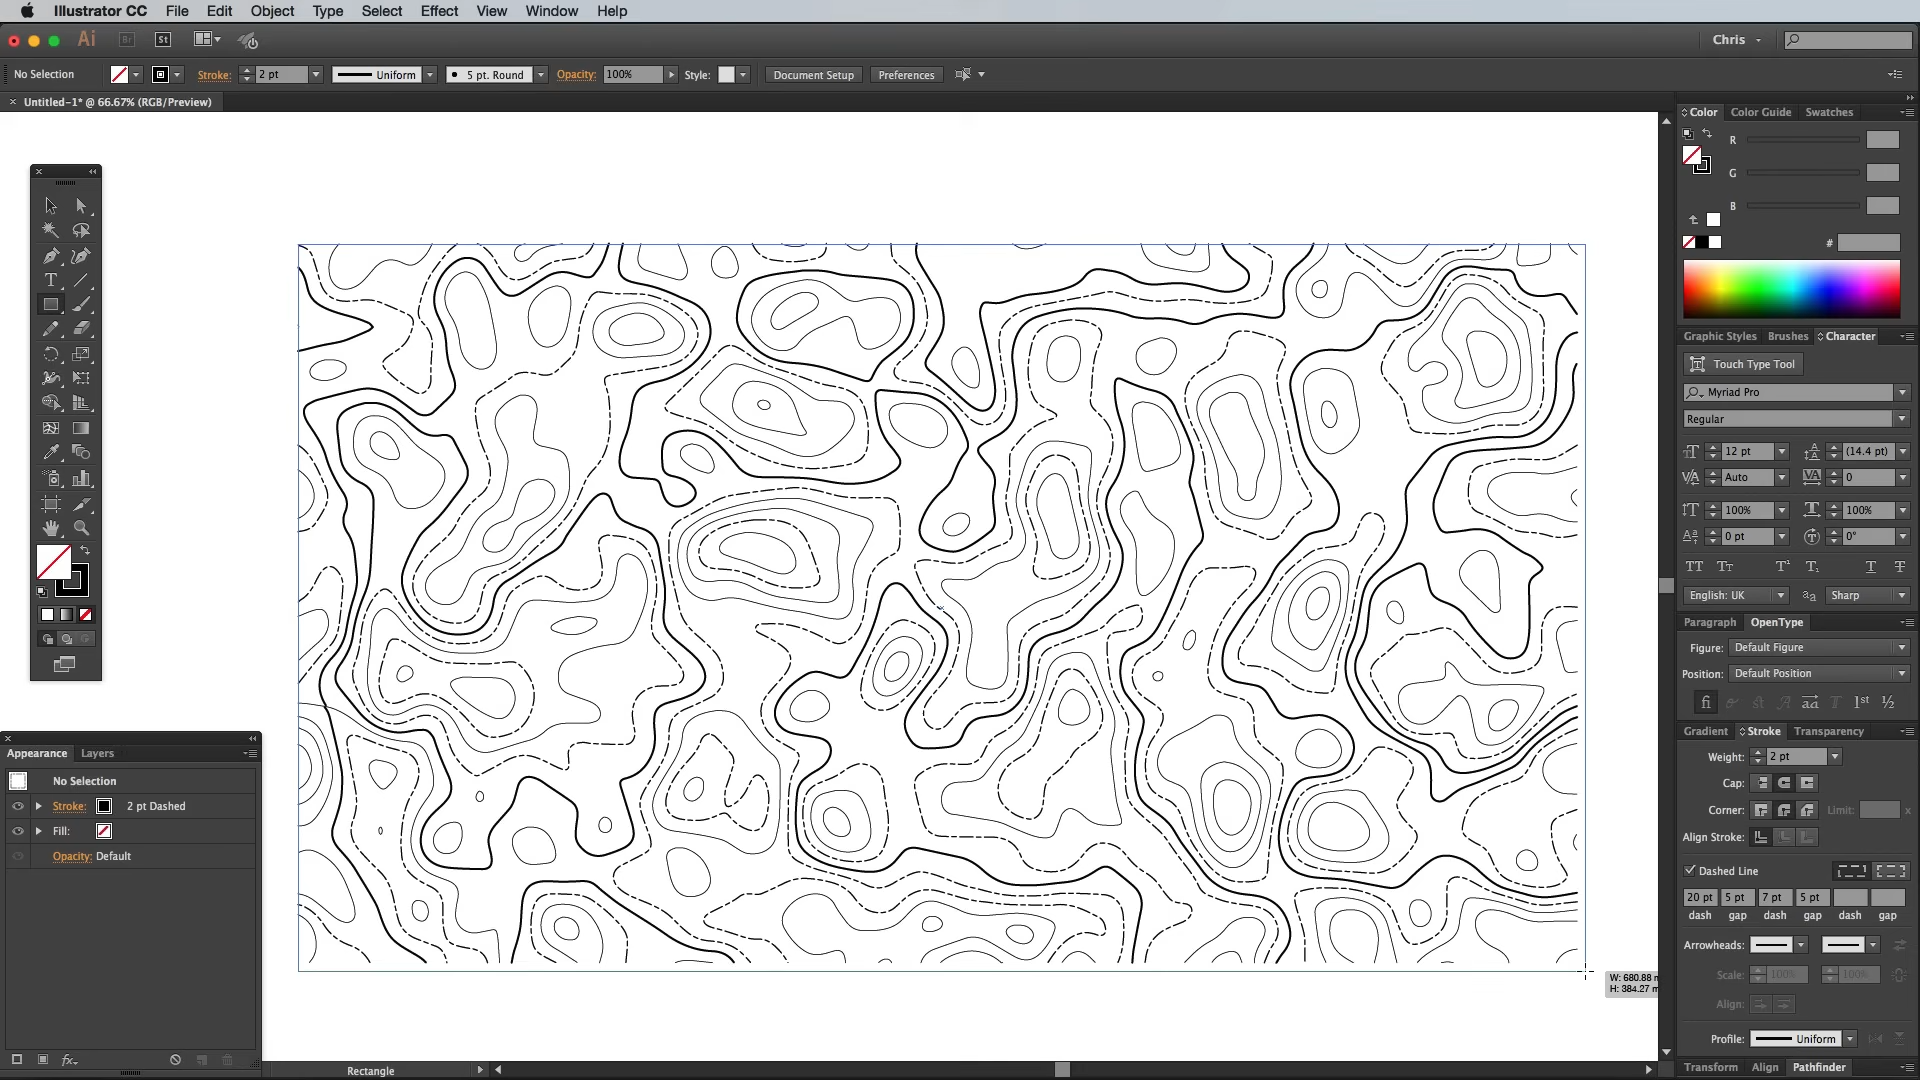 Illustrator CC File Edit Object Type Select Effect View Window Help
Ai Br St Chris
No Selection Stroke: 2 pt Uniform 5 pt. Round Opacity: 100% Style: Document Setup Preferences
× Untitled-1* @ 66.67% (RGB/Preview)
Color Color Guide Swatches
R
G
B
#
Graphic Styles Brushes Character
Touch Type Tool
Myriad Pro
Regular
12 pt (14.4 pt)
Auto 0
100% 100%
0 pt 0°
English: UK Sharp
Paragraph OpenType
Figure: Default Figure
Position: Default Position
Gradient Stroke Transparency
Weight: 2 pt
Cap:
Corner: Limit: x
Align Stroke:
Dashed Line
20 pt 5 pt 7 pt 5 pt
dash gap dash gap dash gap
Arrowheads:
Scale: 100% 100%
Align:
Profile: Uniform
Transform Align Pathfinder
Appearance Layers
No Selection
Stroke: 2 pt Dashed
Fill:
Opacity: Default
fx
W: 680.88 m
H: 384.27 m
Rectangle